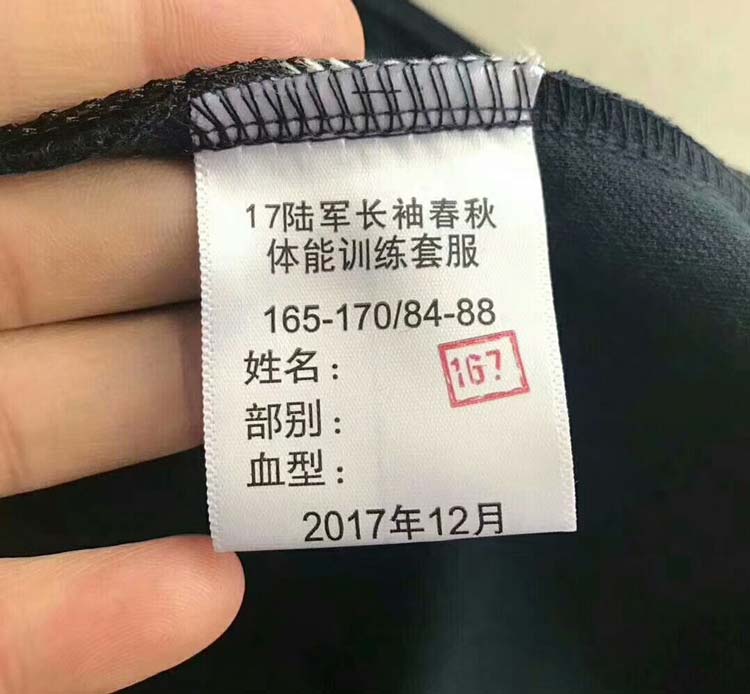 17陆军长袖春秋
体能训练套服
165-170/84-88
姓名：
167
部别：
血型：
2017年12月